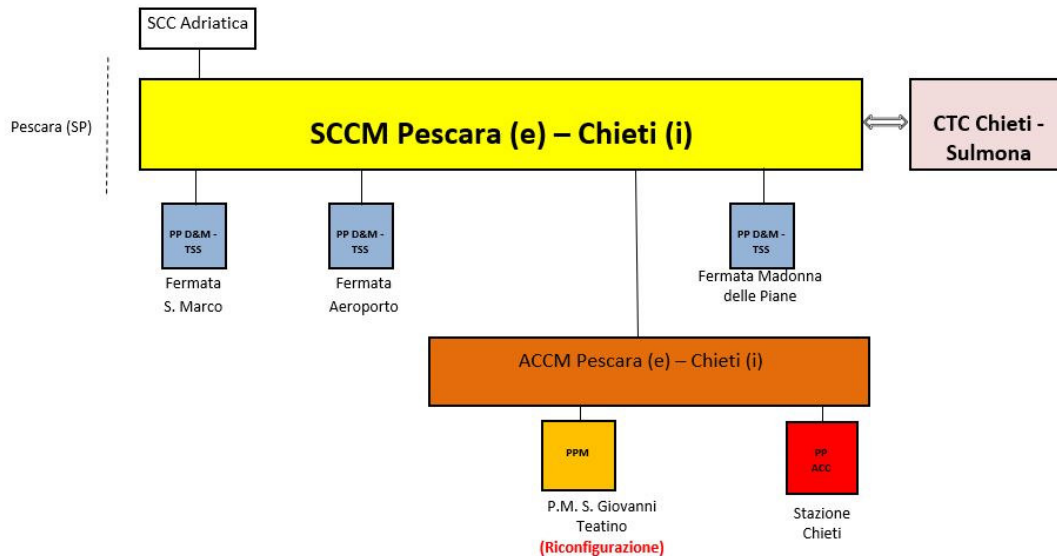 SCC Adriatica
Pescara (SP)
SCCM Pescara (e) – Chieti (i)
CTC Chieti -
Sulmona
PP D&M -
TSS
PP D&M -
TSS
PP D&M -
TSS
Fermata
S. Marco
Fermata
Aeroporto
Fermata Madonna
delle Piane
ACCM Pescara (e) – Chieti (i)
PPM
PP
ACC
P.M. S. Giovanni
Teatino
(Riconfigurazione)
Stazione
Chieti